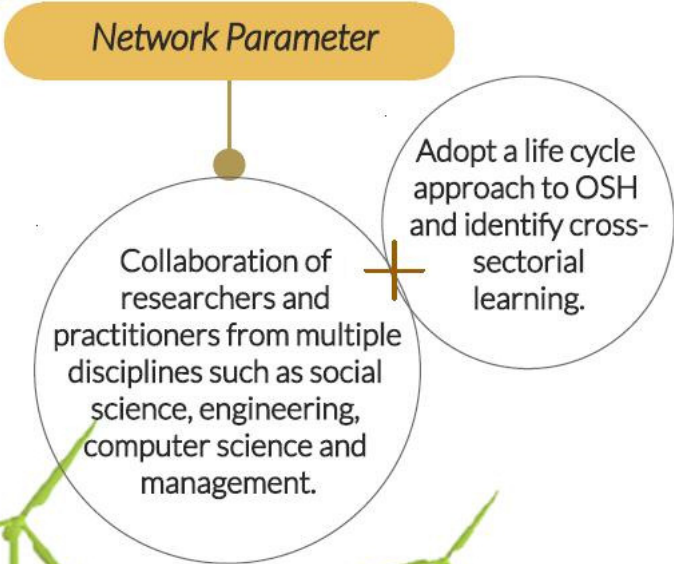 Network Parameter
Adopt a life cycle
approach to OSH
and identify cross-
sectorial
learning.
Collaboration of
researchers and
practitioners from multiple
disciplines such as social
science, engineering,
computer science and
management.